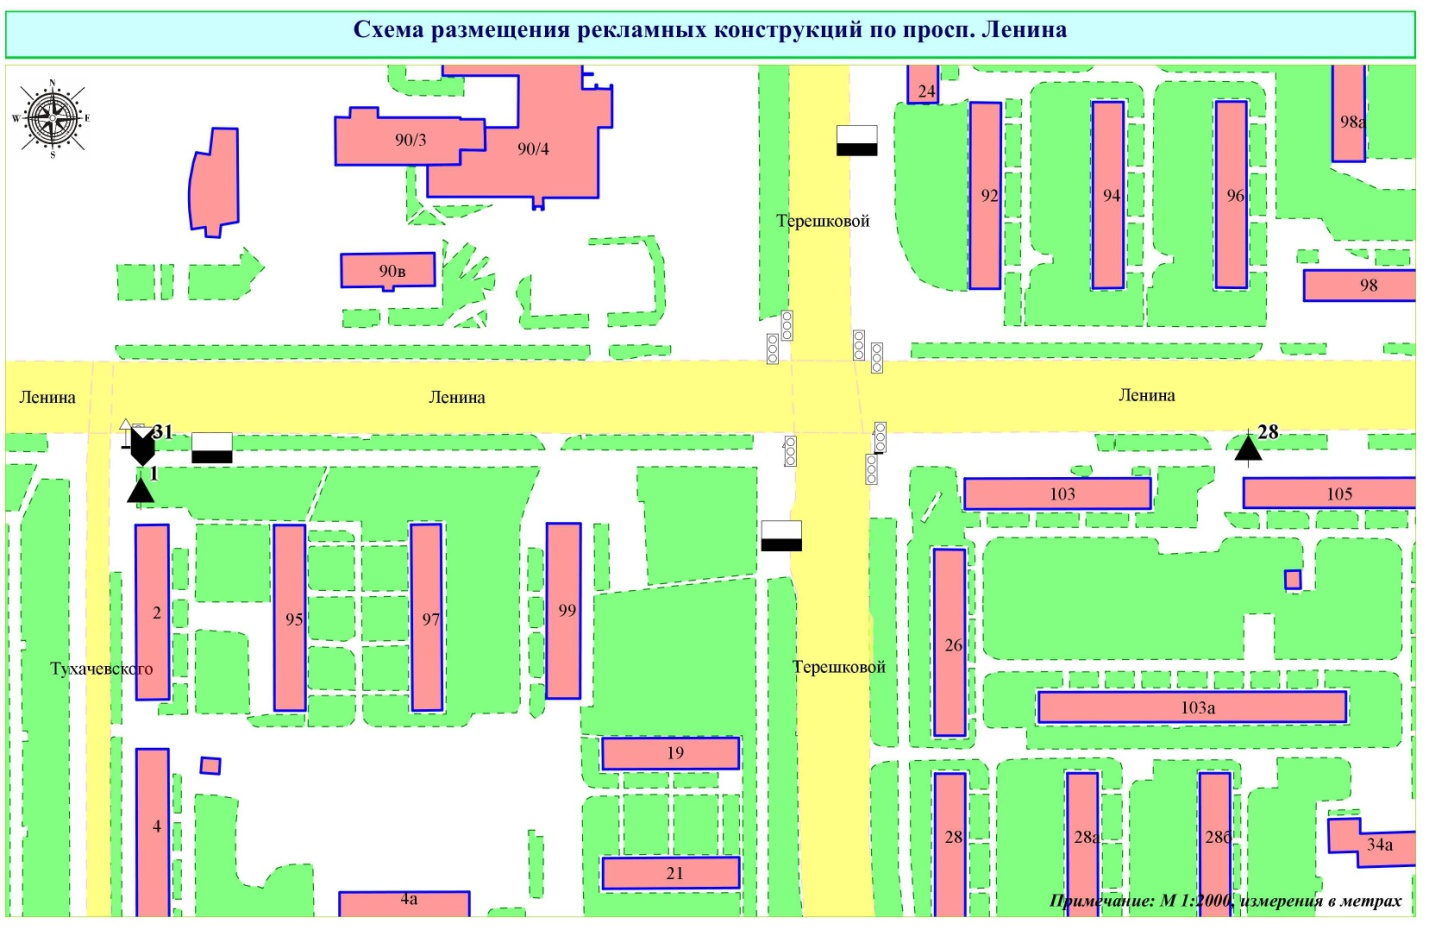 Схема размещения рекламных конструкций по просп. Ленина
N
W
E
S
24
90/3
90/4
98а
92
94
96
Терешковой
90в
98
Ленина
Ленина
Ленина
31
28
1
103
105
2
95
97
99
26
Тухачевского
Терешковой
103а
19
4
28
28а
28б
34а
21
4а
Примечание: М 1:2000, измерения в метрах